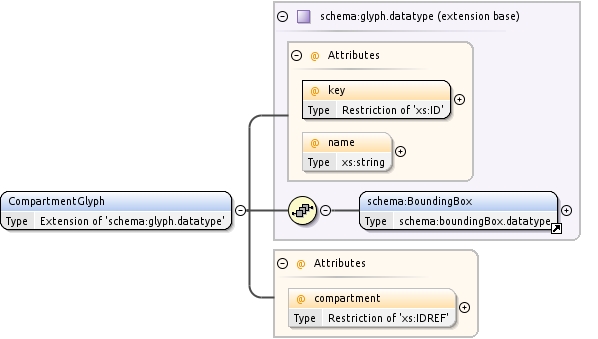 schema:glyph.datatype (extension base)
@ Attributes
@ key
Type Restriction of 'xs:ID'
@ name
Type xs:string
CompartmentGlyph
Type Extension of 'schema:glyph.datatype'
schema:BoundingBox
Type schema:boundingBox.datatype
@ Attributes
@ compartment
Type Restriction of 'xs:IDREF'